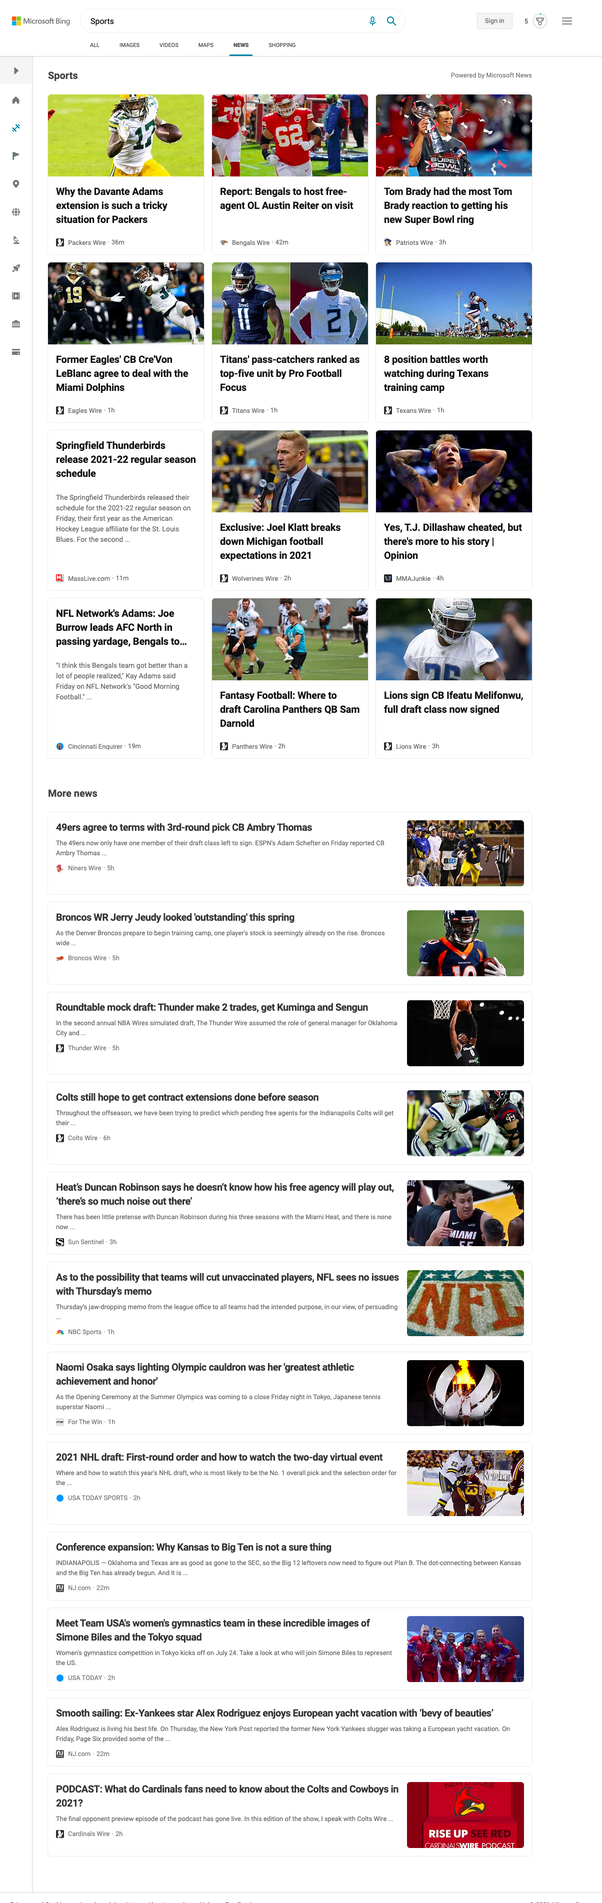 Microsoft Bing
Sports
Sign in
5
ALL IMAGES VIDEOS MAPS NEWS SHOPPING
Sports
Powered by Microsoft News
Why the Davante Adams
extension is such a tricky
situation for Packers
Packers Wire · 36m
Report: Bengals to host free-
agent OL Austin Reiter on visit
Bengals Wire · 42m
Tom Brady had the most Tom
Brady reaction to getting his
new Super Bowl ring
Patriots Wire · 3h
Former Eagles' CB Cre'Von
LeBlanc agree to deal with the
Miami Dolphins
Eagles Wire · 1h
Titans' pass-catchers ranked as
top-five unit by Pro Football
Focus
Titans Wire · 1h
8 position battles worth
watching during Texans
training camp
Texans Wire · 1h
Springfield Thunderbirds
release 2021-22 regular season
schedule
The Springfield Thunderbirds released their
schedule for the 2021-22 regular season on
Friday, their first year as the American
Hockey League affiliate for the St. Louis
Blues. For the second ...
MassLive.com · 11m
Exclusive: Joel Klatt breaks
down Michigan football
expectations in 2021
Wolverines Wire · 2h
Yes, T.J. Dillashaw cheated, but
there's more to his story |
Opinion
MMAJunkie · 4h
NFL Network's Adams: Joe
Burrow leads AFC North in
passing yardage, Bengals to...
"I think this Bengals team got better than a
lot of people realized," Kay Adams said
Friday on NFL Network's "Good Morning
Football." ...
Cincinnati Enquirer · 19m
Fantasy Football: Where to
draft Carolina Panthers QB Sam
Darnold
Panthers Wire · 2h
Lions sign CB Ifeatu Melifonwu,
full draft class now signed
Lions Wire · 3h
More news
49ers agree to terms with 3rd-round pick CB Ambry Thomas
The 49ers now only have one member of their draft class left to sign. ESPN's Adam Schefter on Friday reported CB
Ambry Thomas ...
Niners Wire · 5h
Broncos WR Jerry Jeudy looked 'outstanding' this spring
As the Denver Broncos prepare to begin training camp, one player's stock is seemingly already on the rise. Broncos
wide ...
Broncos Wire · 5h
Roundtable mock draft: Thunder make 2 trades, get Kuminga and Sengun
In the second annual NBA Wires simulated draft, The Thunder Wire assumed the role of general manager for Oklahoma
City and ...
Thunder Wire · 5h
Colts still hope to get contract extensions done before season
Throughout the offseason, we have been trying to predict which pending free agents for the Indianapolis Colts will get
their ...
Colts Wire · 6h
Heat's Duncan Robinson says he doesn't know how his free agency will play out,
'there's so much noise out there'
There has been little pretense with Duncan Robinson during his three seasons with the Miami Heat, and there is none
now ...
Sun Sentinel · 3h
As to the possibility that teams will cut unvaccinated players, NFL sees no issues
with Thursday's memo
Thursday's jaw-dropping memo from the league office to all teams had the intended purpose, in our view, of persuading
...
NBC Sports · 1h
Naomi Osaka says lighting Olympic cauldron was her 'greatest athletic
achievement and honor'
As the Opening Ceremony at the Summer Olympics was coming to a close Friday night in Tokyo, Japanese tennis
superstar Naomi ...
For The Win · 1h
2021 NHL draft: First-round order and how to watch the two-day virtual event
Where and how to watch this year's NHL draft, who is most likely to be the No. 1 overall pick and the selection order for
the ...
USA TODAY SPORTS · 2h
Conference expansion: Why Kansas to Big Ten is not a sure thing
INDIANAPOLIS — Oklahoma and Texas are as good as gone to the SEC, so the Big 12 leftovers now need to figure out Plan B. The dot-connecting between Kansas
and the Big Ten has already begun. And it is ...
NJ.com · 22m
Meet Team USA's women's gymnastics team in these incredible images of
Simone Biles and the Tokyo squad
Women's gymnastics competition in Tokyo kicks off on July 24. Take a look at who will join Simone Biles to represent
the US.
USA TODAY · 2h
Smooth sailing: Ex-Yankees star Alex Rodriguez enjoys European yacht vacation with 'bevy of beauties'
Alex Rodriguez is living his best life. On Thursday, the New York Post reported the former New York Yankees slugger was taking a European yacht vacation. On
Friday, Page Six provided some of the ...
NJ.com · 22m
PODCAST: What do Cardinals fans need to know about the Colts and Cowboys in
2021?
The final opponent preview episode of the podcast has gone live. In this edition of the show, I speak with Colts Wire ...
Cardinals Wire · 2h
RISE UP SEE RED
CARDINALSWIRE PODCAST